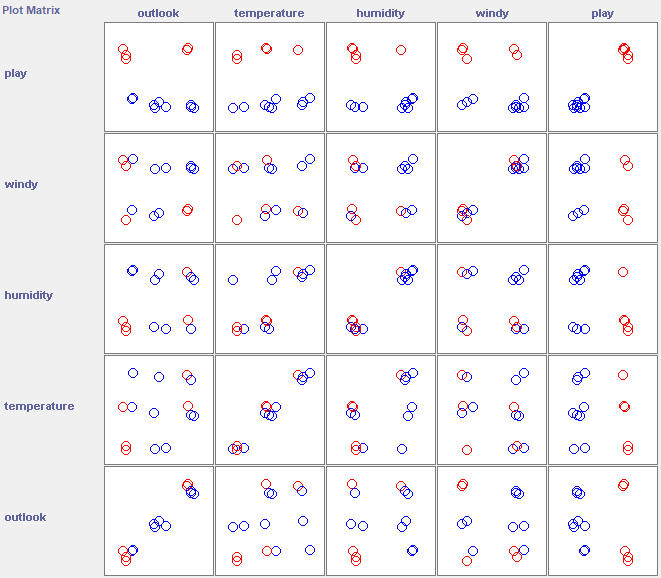 Plot Matrix
outlook temperature humidity windy play
play
windy
humidity
temperature
outlook